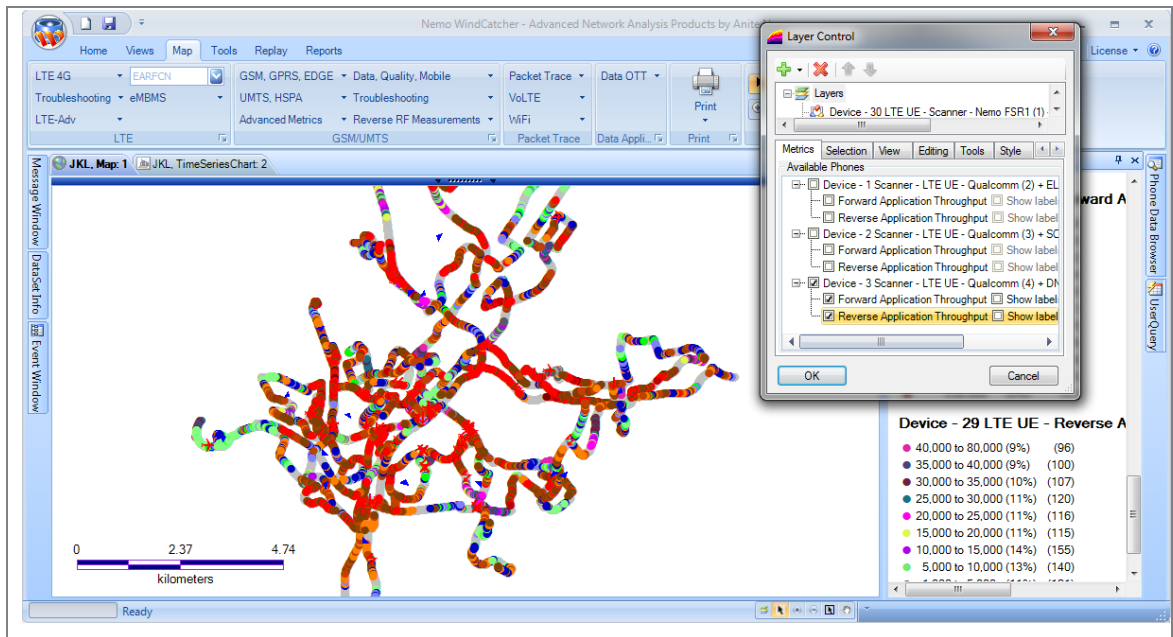 Nemo WindCatcher - Advanced Network Analysis Products by Anite
Home Views Map Tools Replay Reports
License
LTE 4G EARFCN
Troubleshooting eMBMS
LTE-Adv
LTE
GSM, GPRS, EDGE Data, Quality, Mobile
UMTS, HSPA Troubleshooting
Advanced Metrics Reverse RF Measurements
GSM/UMTS
Packet Trace
VoLTE
WiFi
Packet Trace
Data OTT
Data Appli...
Print
Print
JKL, Map: 1 JKL, TimeSeriesChart: 2
Message Window
DataSet Info
Event Window
Phone Data Browser
UserQuery
Layer Control
Layers
Device - 30 LTE UE - Scanner - Nemo FSR1 (1) -
Metrics Selection View Editing Tools Style
Available Phones
Device - 1 Scanner - LTE UE - Qualcomm (2) + EL
Forward Application Throughput Show label
Reverse Application Throughput Show label
Device - 2 Scanner - LTE UE - Qualcomm (3) + SC
Forward Application Throughput Show label
Reverse Application Throughput Show label
Device - 3 Scanner - LTE UE - Qualcomm (4) + DN
Forward Application Throughput Show label
Reverse Application Throughput Show label
OK Cancel
ward A
Device - 29 LTE UE - Reverse A
40,000 to 80,000 (9%) (96)
35,000 to 40,000 (9%) (100)
30,000 to 35,000 (10%) (107)
25,000 to 30,000 (11%) (120)
20,000 to 25,000 (11%) (116)
15,000 to 20,000 (11%) (115)
10,000 to 15,000 (14%) (155)
5,000 to 10,000 (13%) (140)
0 2.37 4.74
kilometers
Ready